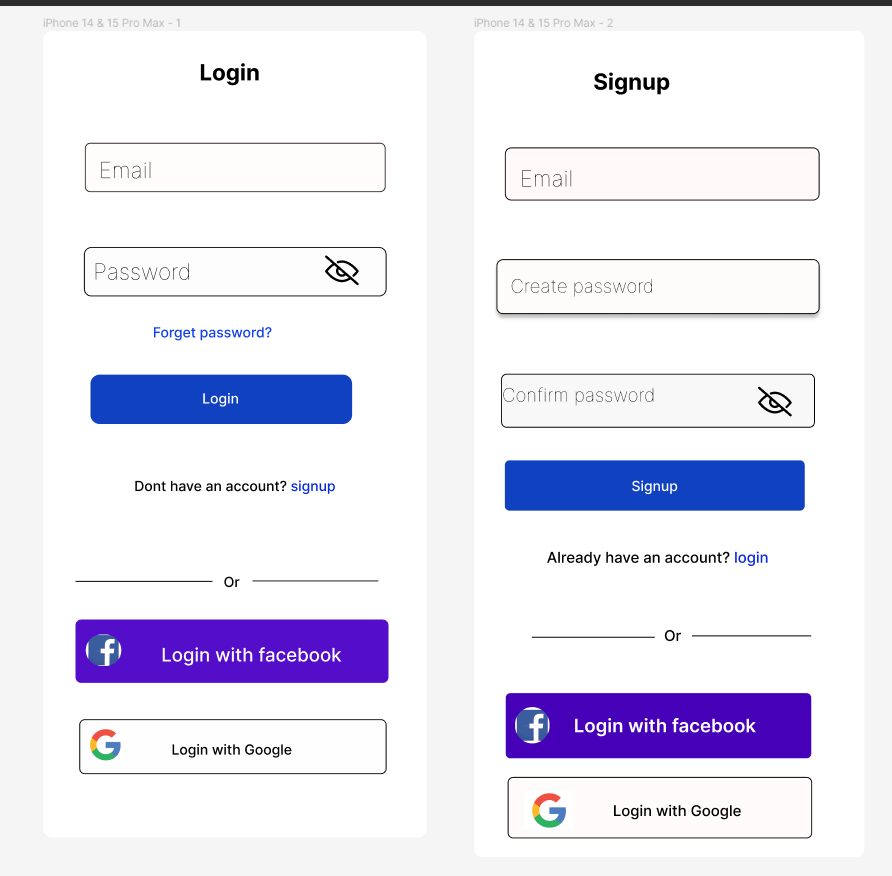 iPhone 14 & 15 Pro Max - 1
Login
Email
Password
Forget password?
Login
Dont have an account? signup
Or
Login with facebook
Login with Google
iPhone 14 & 15 Pro Max - 2
Signup
Email
Create password
Confirm password
Signup
Already have an account? login
Or
Login with facebook
Login with Google